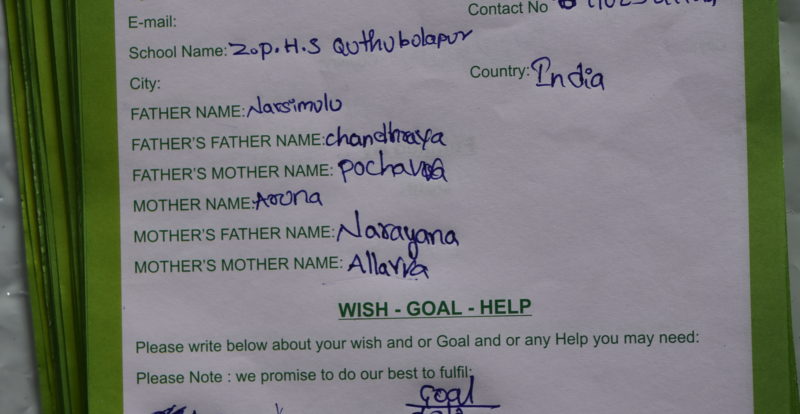 E-mail:
Contact No
School Name: Z.P.H.S Quthubolapur
City:
Country: India
FATHER NAME: Narsimulu
FATHER'S FATHER NAME: chandraya
FATHER'S MOTHER NAME: Pochavva
MOTHER NAME: Aruna
MOTHER'S FATHER NAME: Narayana
MOTHER'S MOTHER NAME: Allavva
WISH - GOAL - HELP
Please write below about your wish and or Goal and or any Help you may need:
Please Note : we promise to do our best to fulfil:
Goal